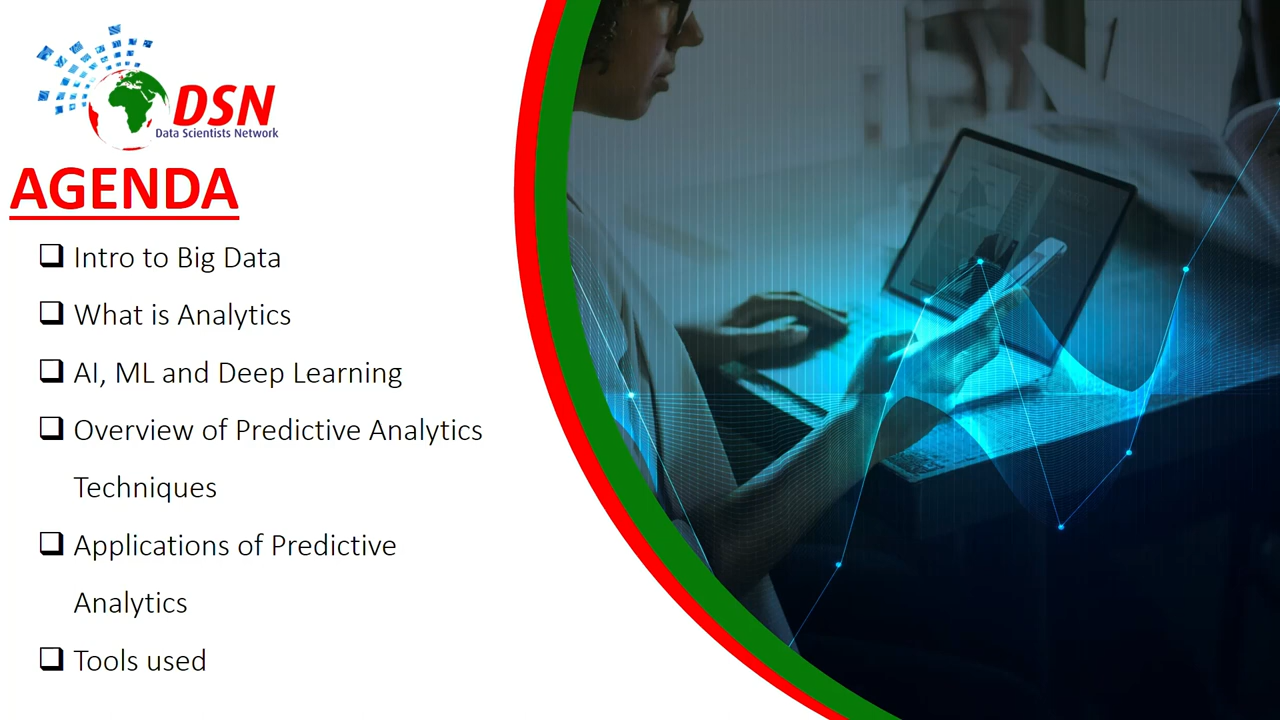 DSN
Data Scientists Network
AGENDA
Intro to Big Data
What is Analytics
AI, ML and Deep Learning
Overview of Predictive Analytics
Techniques
Applications of Predictive
Analytics
Tools used